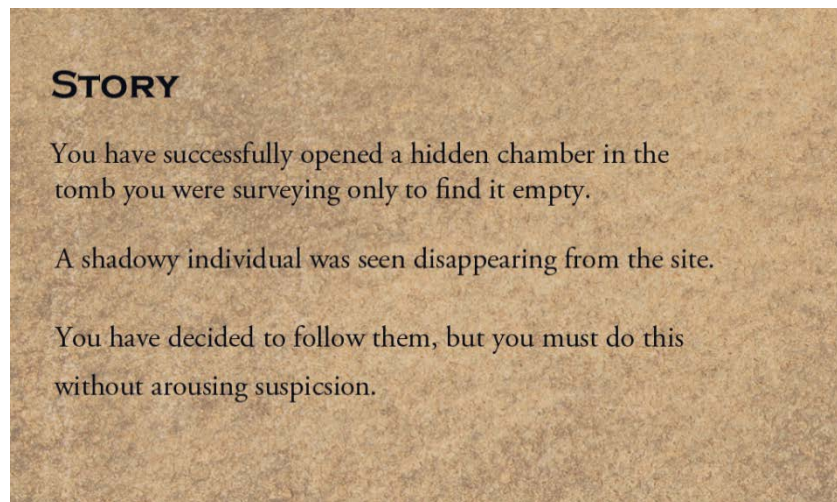 Story
You have successfully opened a hidden chamber in the
tomb you were surveying only to find it empty.
A shadowy individual was seen disappearing from the site.
You have decided to follow them, but you must do this
without arousing suspicsion.